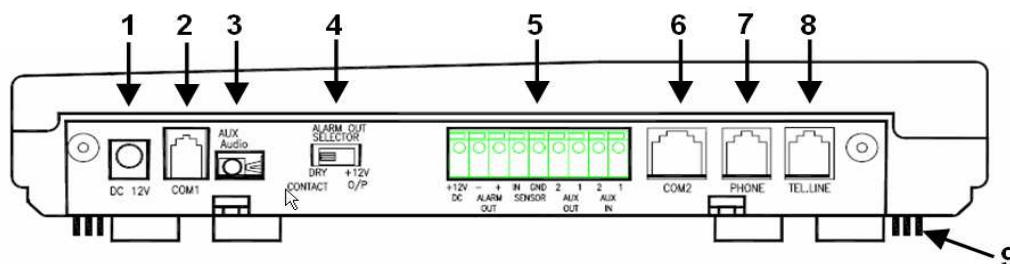 1 2 3 4 5 6 7 8
AUX
Audio
ALARM OUT
SELECTOR
DRY +12V
CONTACT O/P
DC 12V COM1
+12V - + IN GND 2 1 2 1
DC ALARM SENSOR AUX AUX
OUT OUT IN
COM2 PHONE TEL.LINE
9